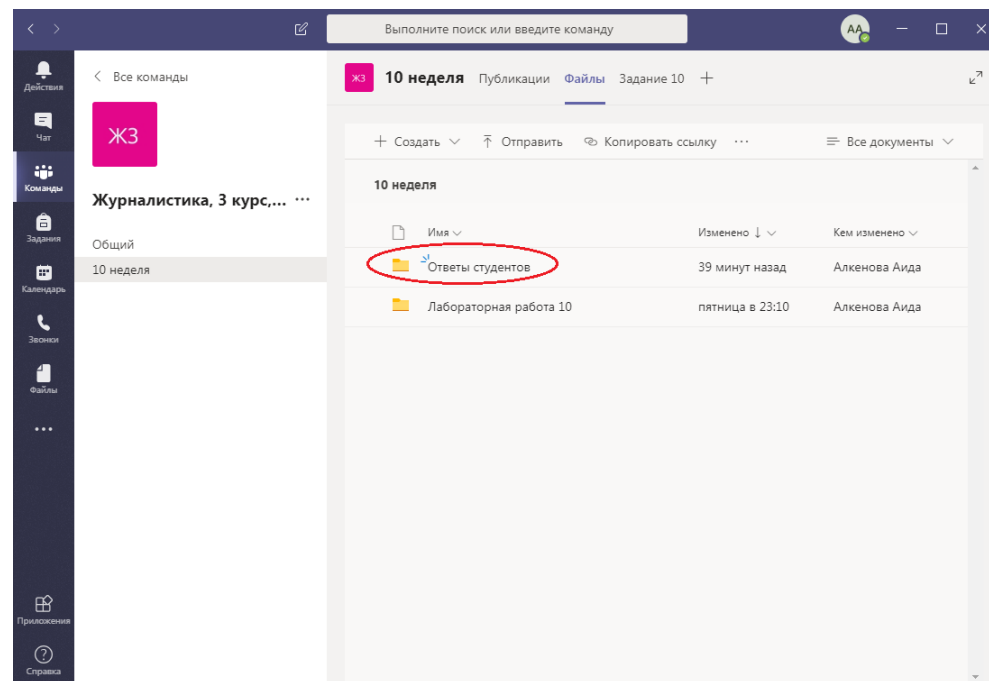 Выполните поиск или введите команду
АА
Действия
Чат
Команды
Задания
Календарь
Звонки
Файлы
Приложения
Справка
Все команды
ЖЗ
Журналистика, 3 курс,... ···
Общий
10 неделя
ЖЗ 10 неделя Публикации Файлы Задание 10
Создать Отправить Копировать ссылку ··· Все документы
10 неделя
Имя Изменено Кем изменено
Ответы студентов 39 минут назад Алкенова Аида
Лабораторная работа 10 пятница в 23:10 Алкенова Аида